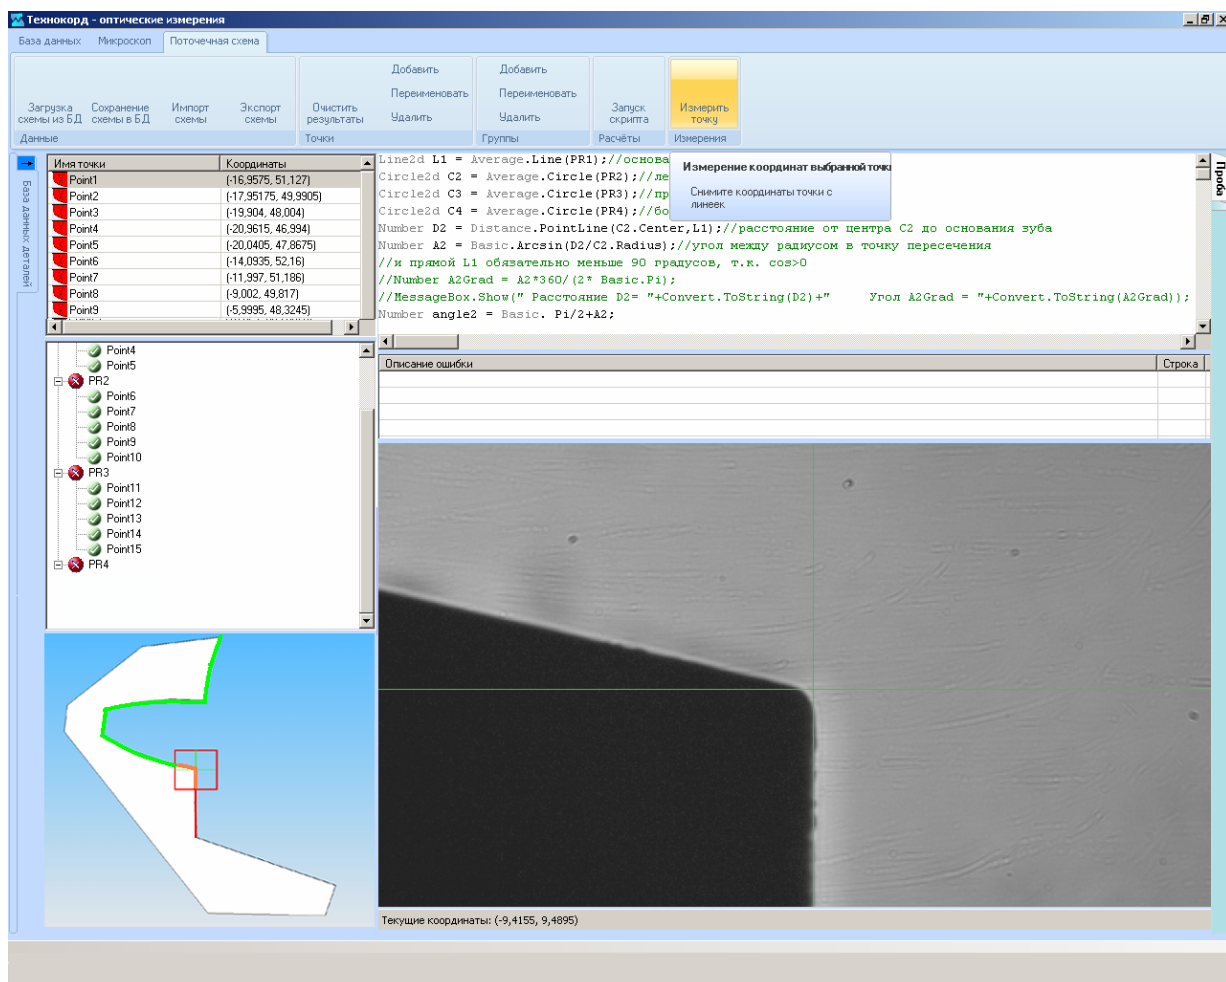 Технокорд - оптические измерения
База данных Микроскоп Поточечная схема
Загрузка схемы из БД
Сохранение схемы в БД
Импорт схемы
Экспорт схемы
Данные
Очистить результаты
Точки
Добавить
Переименовать
Удалить
Группы
Добавить
Переименовать
Удалить
Запуск скрипта
Расчёты
Измерить точку
Измерения
Измерение координат выбранной точки
Снимите координаты точки с
линеек
База данных деталей
Имя точки Координаты
Point1 (-16,9575, 51,127)
Point2 (-17,95175, 49,9905)
Point3 (-19,904, 48,004)
Point4 (-20,9615, 46,994)
Point5 (-20,0405, 47,8675)
Point6 (-14,0935, 52,16)
Point7 (-11,997, 51,186)
Point8 (-9,002, 49,817)
Point9 (-5,9995, 48,3245)
Line2d L1 = Average.Line(PR1);//основа
Circle2d C2 = Average.Circle(PR2);//ле
Circle2d C3 = Average.Circle(PR3);//пр
Circle2d C4 = Average.Circle(PR4);//бо
Number D2 = Distance.PointLine(C2.Center,L1);//расстояние от центра C2 до основания зуба
Number A2 = Basic.Arcsin(D2/C2.Radius);//угол между радиусом в точку пересечения
//и прямой L1 обязательно меньше 90 градусов, т.к. cos>0
//Number A2Grad = A2*360/(2* Basic.Pi);
//MessageBox.Show(" Расстояние D2= "+Convert.ToString(D2)+" Угол A2Grad = "+Convert.ToString(A2Grad));
Number angle2 = Basic. Pi/2+A2;
Проба
Point4
Point5
PR2
Point6
Point7
Point8
Point9
Point10
PR3
Point11
Point12
Point13
Point14
Point15
PR4
Описание ошибки Строка
Текущие координаты: (-9,4155, 9,4895)